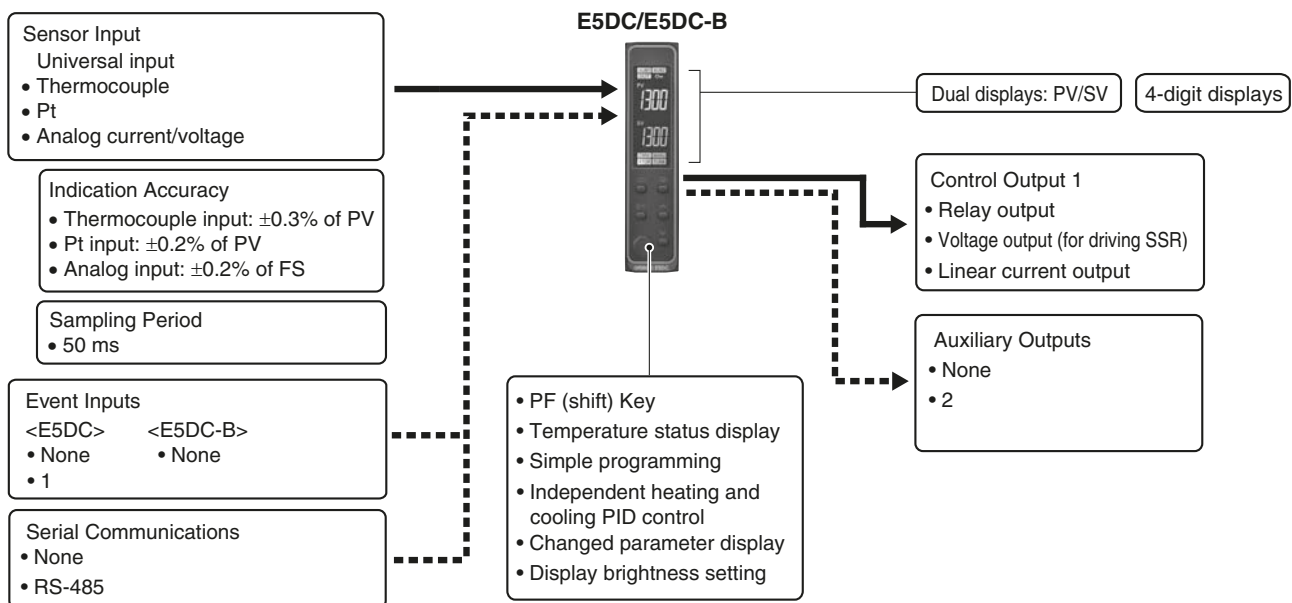 E5DC/E5DC-B
Sensor Input
Universal input
• Thermocouple
• Pt
• Analog current/voltage
Indication Accuracy
• Thermocouple input: ±0.3% of PV
• Pt input: ±0.2% of PV
• Analog input: ±0.2% of FS
Sampling Period
• 50 ms
Event Inputs
<E5DC> <E5DC-B>
• None • None
• 1
Serial Communications
• None
• RS-485
PV
1300
SV
1300
• PF (shift) Key
• Temperature status display
• Simple programming
• Independent heating and
cooling PID control
• Changed parameter display
• Display brightness setting
Dual displays: PV/SV
4-digit displays
Control Output 1
• Relay output
• Voltage output (for driving SSR)
• Linear current output
Auxiliary Outputs
• None
• 2